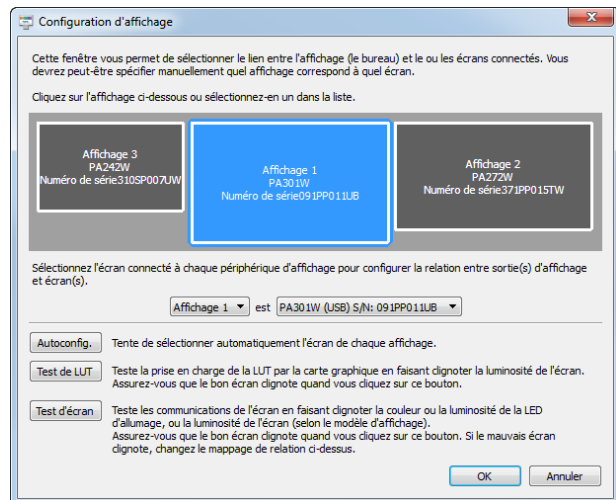 Configuration d'affichage
Cette fenêtre vous permet de sélectionner le lien entre l'affichage (le bureau) et le ou les écrans connectés. Vous
devrez peut-être spécifier manuellement quel affichage correspond à quel écran.
Cliquez sur l'affichage ci-dessous ou sélectionnez-en un dans la liste.
Affichage 3
PA242W
Numéro de série310SP007UW
Affichage 1
PA301W
Numéro de série091PP011UB
Affichage 2
PA272W
Numéro de série371PP015TW
Sélectionnez l'écran connecté à chaque périphérique d'affichage pour configurer la relation entre sortie(s) d'affichage
et écran(s).
Affichage 1 est PA301W (USB) S/N: 091PP011UB
Autoconfig. Tente de sélectionner automatiquement l'écran de chaque affichage.
Test de LUT Teste la prise en charge de la LUT par la carte graphique en faisant clignoter la luminosité de l'écran.
Assurez-vous que le bon écran clignote quand vous cliquez sur ce bouton.
Test d'écran Teste les communications de l'écran en faisant clignoter la couleur ou la luminosité de la LED
d'allumage, ou la luminosité de l'écran (selon le modèle d'affichage).
Assurez-vous que le bon écran clignote quand vous cliquez sur ce bouton. Si le mauvais écran
clignote, changez le mappage de relation ci-dessus.
OK Annuler